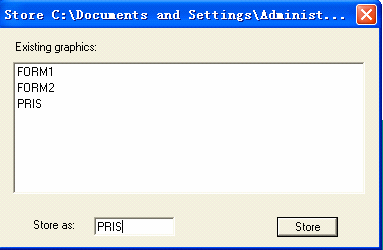 Store C:\Documents and Settings\Administ...
Existing graphics:
FORM1
FORM2
PRIS
Store as: PRIS Store